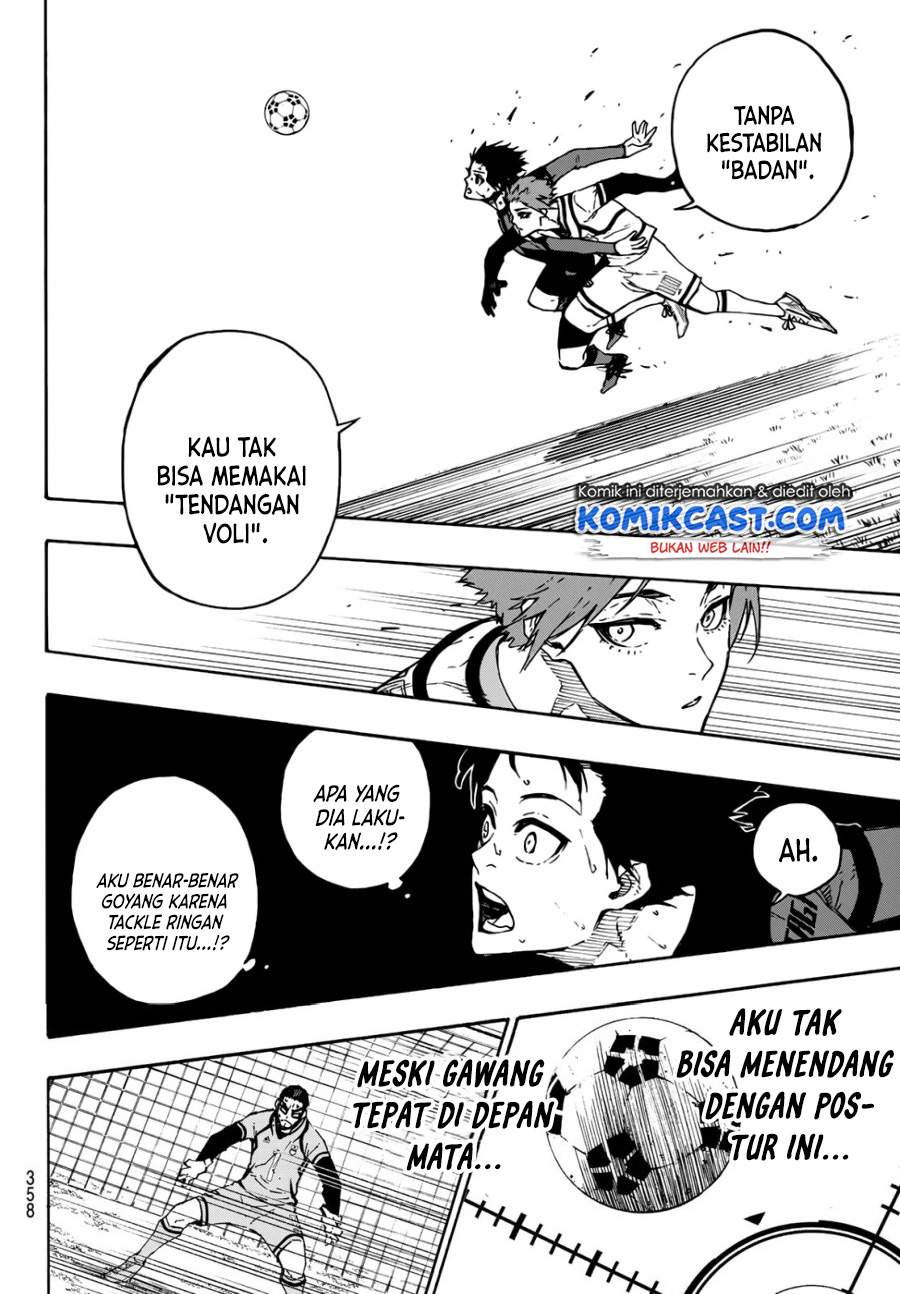 TANPA
KESTABILAN
"BADAN".
KAU TAK
BISA MEMAKAI
"TENDANGAN
VOLI".
Komik ini diterjemahkan & diedit oleh
KOMIKCAST.COM
BUKAN WEB LAIN!!
AH.
APA YANG
DIA LAKU-
KAN...!?
AKU BENAR-BENAR
GOYANG KARENA
TACKLE RINGAN
SEPERTI ITU...!?
AKU TAK
BISA MENENDANG
DENGAN POS-
TUR INI...
MESKI GAWANG
TEPAT DI DEPAN
MATA...
358